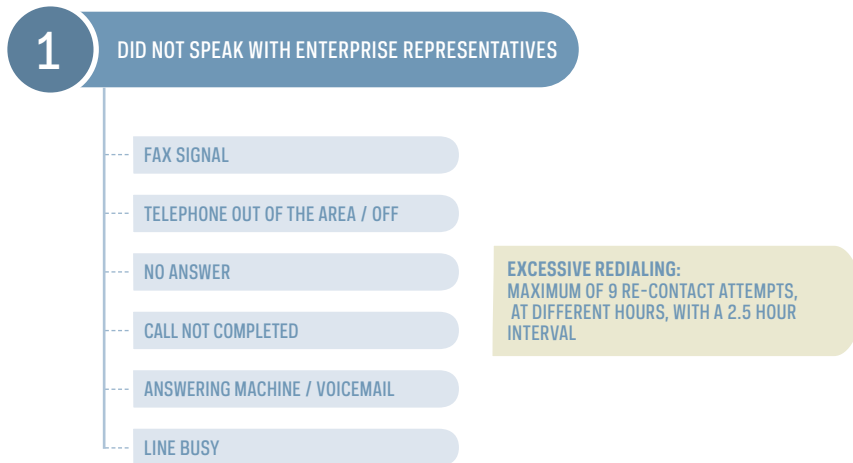 1
DID NOT SPEAK WITH ENTERPRISE REPRESENTATIVES
FAX SIGNAL
TELEPHONE OUT OF THE AREA / OFF
NO ANSWER
CALL NOT COMPLETED
ANSWERING MACHINE / VOICEMAIL
LINE BUSY
EXCESSIVE REDIALING:
MAXIMUM OF 9 RE-CONTACT ATTEMPTS,
AT DIFFERENT HOURS, WITH A 2.5 HOUR
INTERVAL